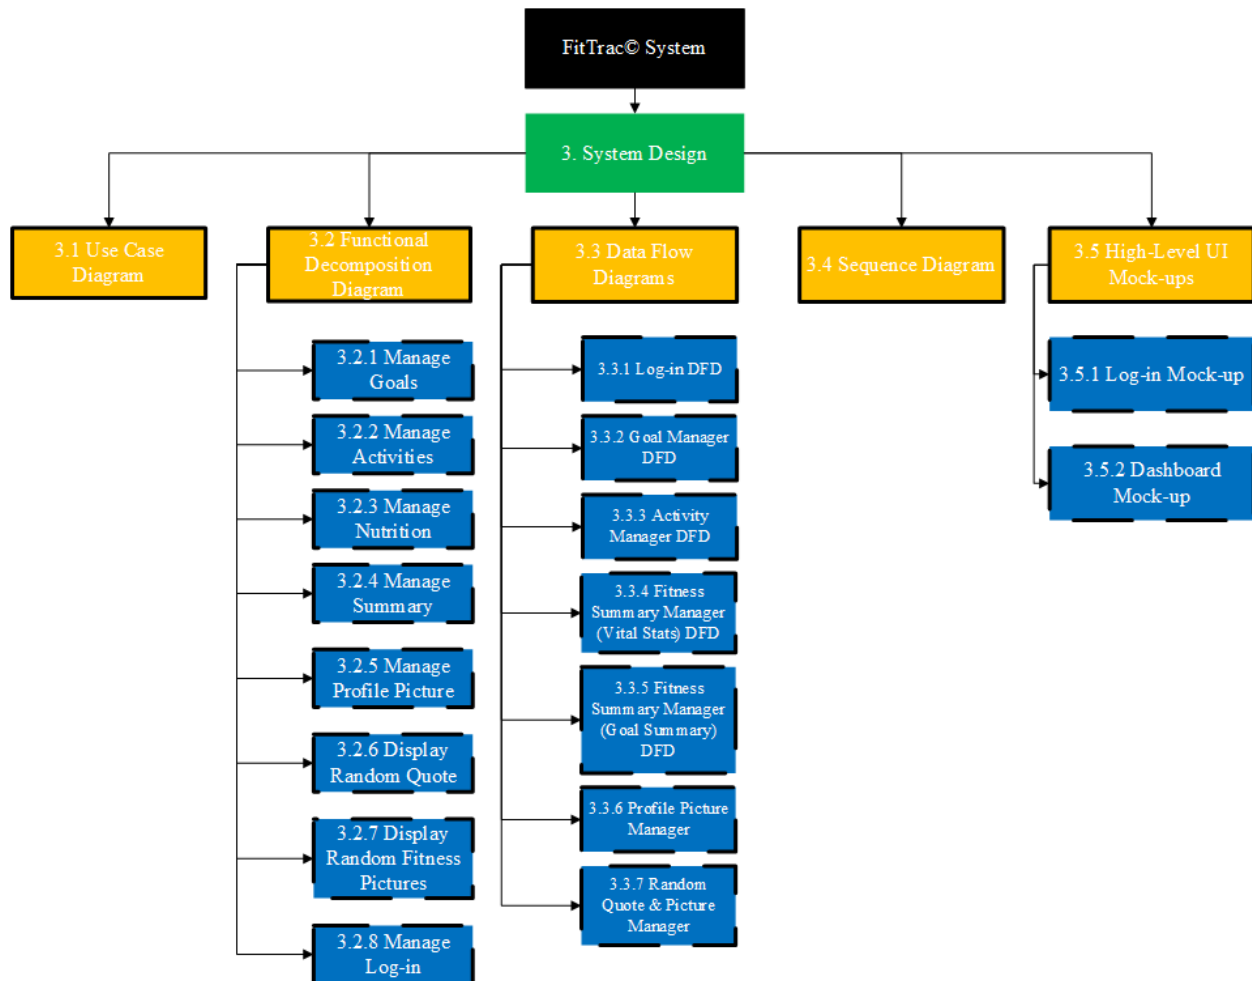 FitTrac© System
3. System Design
3.1 Use Case
Diagram
3.2 Functional
Decomposition
Diagram
3.3 Data Flow
Diagrams
3.4 Sequence Diagram
3.5 High-Level UI
Mock-ups
3.2.1 Manage
Goals
3.2.2 Manage
Activities
3.2.3 Manage
Nutrition
3.2.4 Manage
Summary
3.2.5 Manage
Profile Picture
3.2.6 Display
Random Quote
3.2.7 Display
Random Fitness
Pictures
3.2.8 Manage
Log-in
3.3.1 Log-in DFD
3.3.2 Goal Manager
DFD
3.3.3 Activity
Manager DFD
3.3.4 Fitness
Summary Manager
(Vital Stats) DFD
3.3.5 Fitness
Summary Manager
(Goal Summary)
DFD
3.3.6 Profile Picture
Manager
3.3.7 Random
Quote & Picture
Manager
3.5.1 Log-in Mock-up
3.5.2 Dashboard
Mock-up